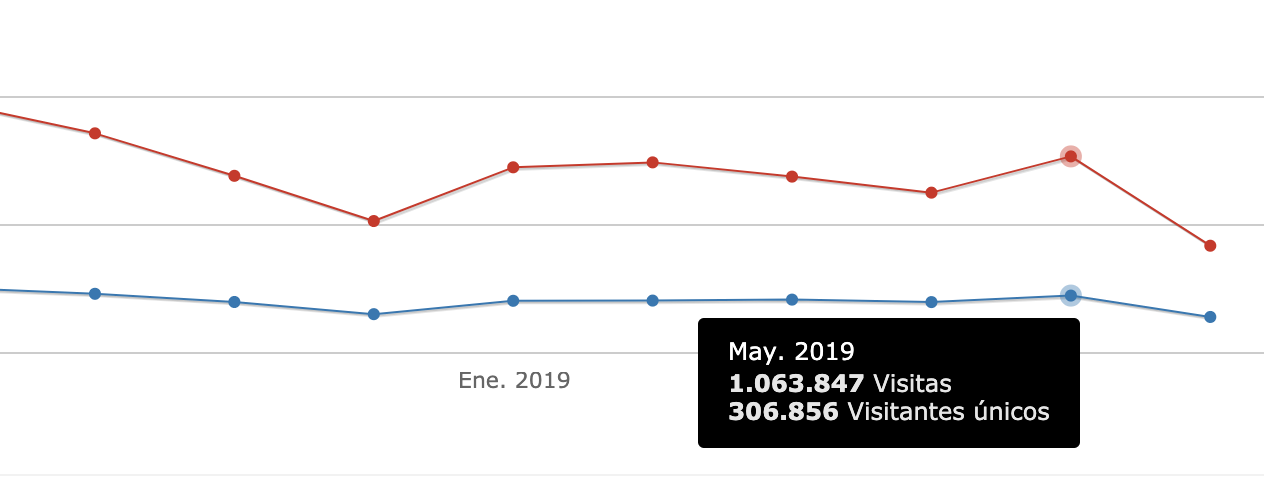 Ene. 2019
May. 2019
1.063.847 Visitas
306.856 Visitantes únicos